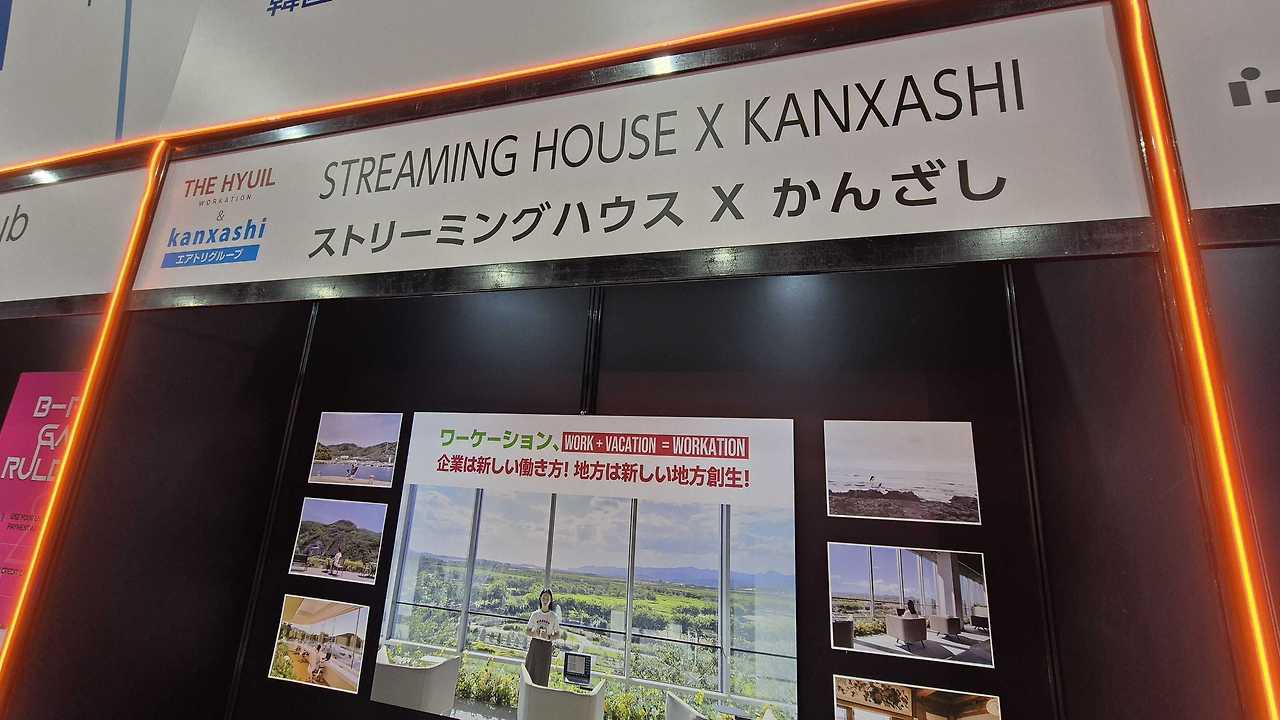 STREAMING HOUSE X KANXASHI
ストリーミングハウス X かんざし
THE HYUIL
WORKATION
&
kanxashi
エアトリグループ
ub
ワーケーション、WORK + VACATION = WORKATION
企業は新しい働き方! 地方は新しい地方創生!
RULE